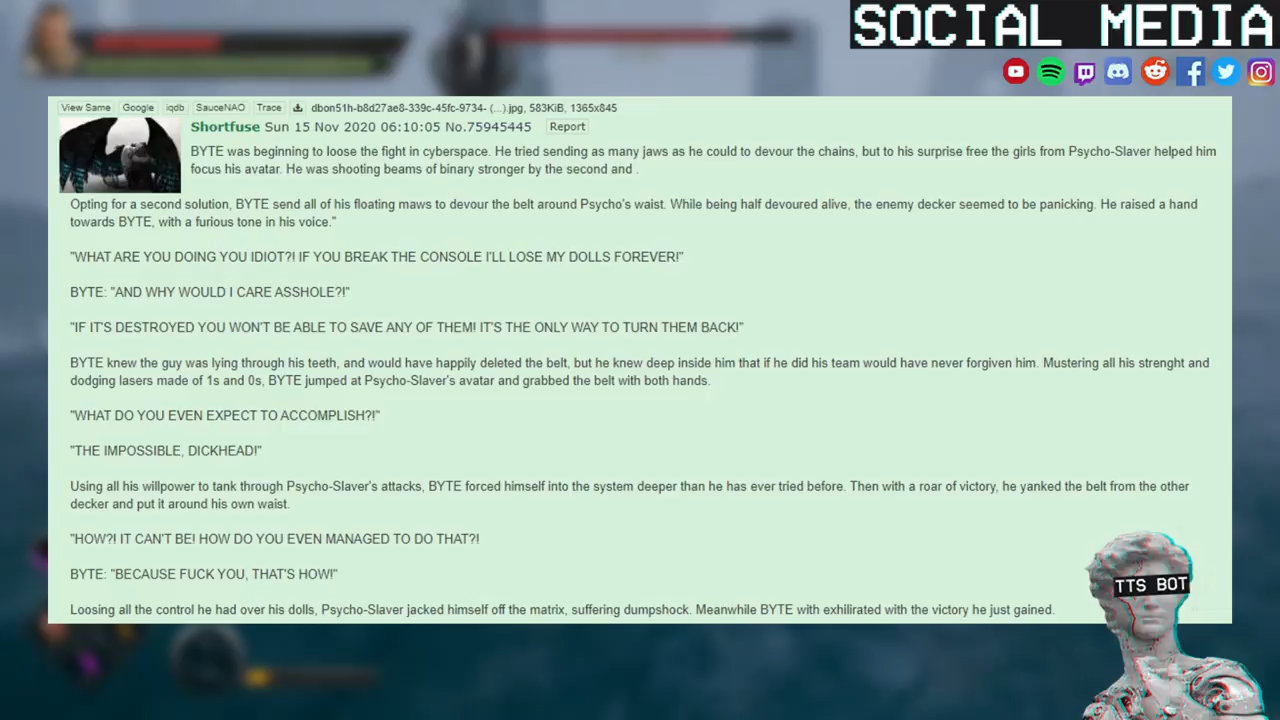 SOCIAL MEDIA
View Same Google iqdb SauceNAO Trace dbon51h-b8d27ae8-339c-45fc-9734- (...).jpg, 583KiB, 1365x845
Shortfuse Sun 15 Nov 2020 06:10:05 No.75945445 Report
BYTE was beginning to loose the fight in cyberspace. He tried sending as many jaws as he could to devour the chains, but to his surprise free the girls from Psycho-Slaver helped him
focus his avatar. He was shooting beams of binary stronger by the second and .
Opting for a second solution, BYTE send all of his floating maws to devour the belt around Psycho's waist. While being half devoured alive, the enemy decker seemed to be panicking. He raised a hand
towards BYTE, with a furious tone in his voice."
"WHAT ARE YOU DOING YOU IDIOT?! IF YOU BREAK THE CONSOLE I'LL LOSE MY DOLLS FOREVER!"
BYTE: "AND WHY WOULD I CARE ASSHOLE?!"
"IF IT'S DESTROYED YOU WON'T BE ABLE TO SAVE ANY OF THEM! IT'S THE ONLY WAY TO TURN THEM BACK!"
BYTE knew the guy was lying through his teeth, and would have happily deleted the belt, but he knew deep inside him that if he did his team would have never forgiven him. Mustering all his strenght and
dodging lasers made of 1s and 0s, BYTE jumped at Psycho-Slaver's avatar and grabbed the belt with both hands.
"WHAT DO YOU EVEN EXPECT TO ACCOMPLISH?!"
"THE IMPOSSIBLE, DICKHEAD!"
Using all his willpower to tank through Psycho-Slaver's attacks, BYTE forced himself into the system deeper than he has ever tried before. Then with a roar of victory, he yanked the belt from the other
decker and put it around his own waist.
"HOW?! IT CAN'T BE! HOW DO YOU EVEN MANAGED TO DO THAT?!
BYTE: "BECAUSE FUCK YOU, THAT'S HOW!"
Loosing all the control he had over his dolls, Psycho-Slaver jacked himself off the matrix, suffering dumpshock. Meanwhile BYTE with exhilirated with the victory he just gained.
TTS BOT